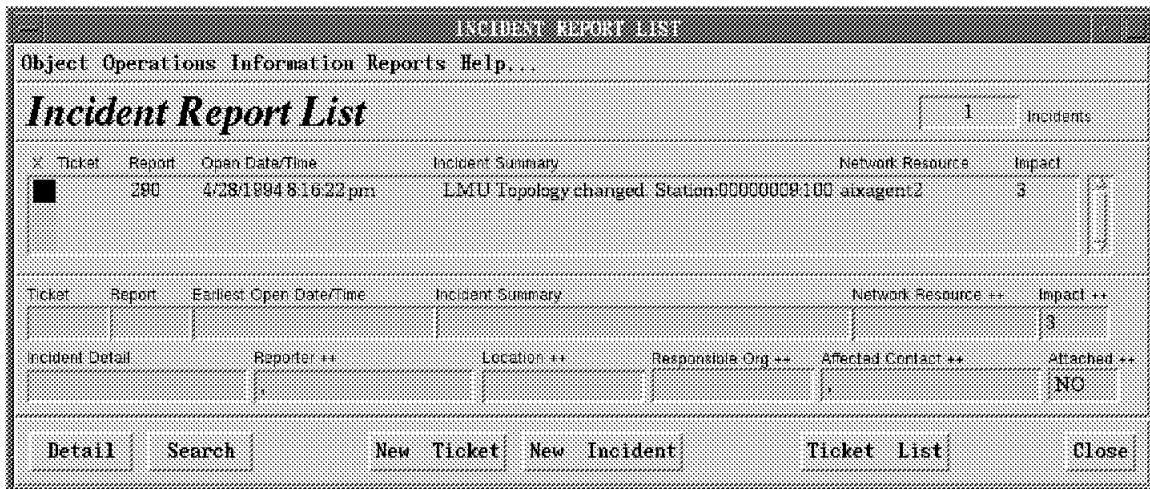 INCIDENT REPORT LIST
Object Operations Information Reports Help...
Incident Report List 1 Incidents
X Ticket Report Open Date/Time Incident Summary Network Resource Impact
290 4/28/1994 8:16:22 pm LMU Topology changed. Station:00000009:100 aixagent2 3
Ticket Report Earliest Open Date/Time Incident Summary Network Resource ++ Impact ++
3
Incident Detail Reporter ++ Location ++ Responsible Org ++ Affected Contact ++ Attached ++
, , NO
Detail Search New Ticket New Incident Ticket List Close